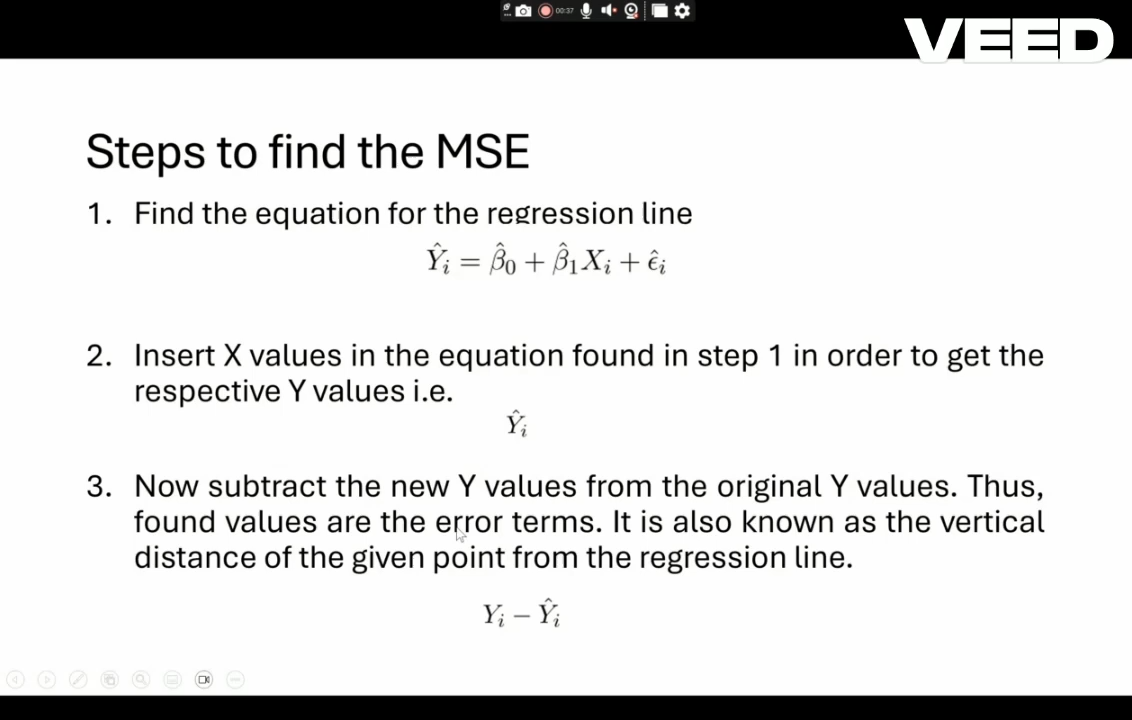 00:37
VEED
Steps to find the MSE
1. Find the equation for the regression line
Ŷᵢ = β̂₀ + β̂₁Xᵢ + ϵ̂ᵢ
2. Insert X values in the equation found in step 1 in order to get the
respective Y values i.e.
Ŷᵢ
3. Now subtract the new Y values from the original Y values. Thus,
found values are the error terms. It is also known as the vertical
distance of the given point from the regression line.
Yᵢ − Ŷᵢ